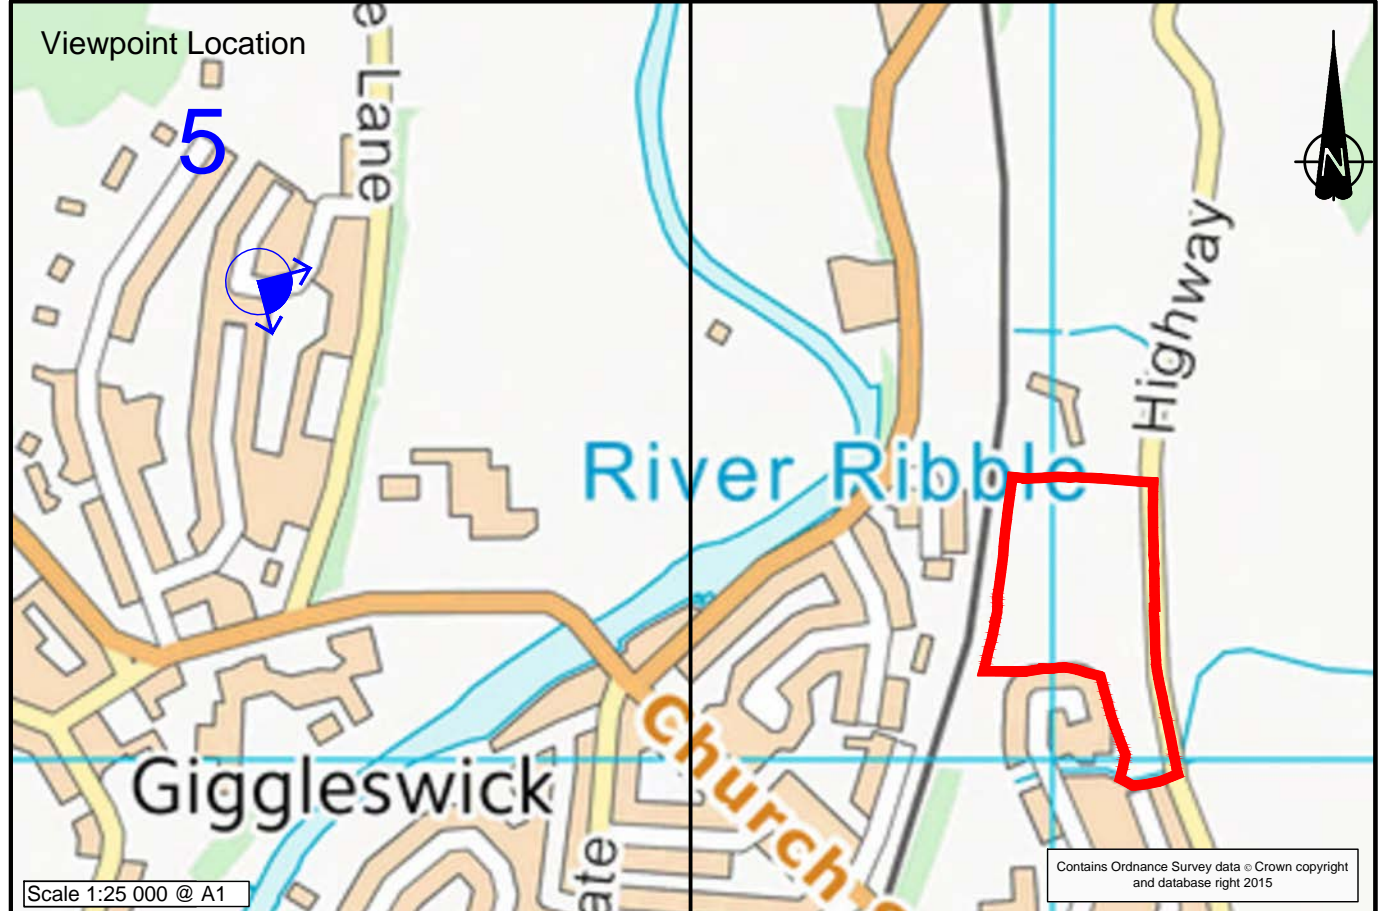 Viewpoint Location
e Lane
5
N
Highway
River Ribble
Giggleswick
Church
ate
Scale 1:25 000 @ A1
Contains Ordnance Survey data © Crown copyright
and database right 2015